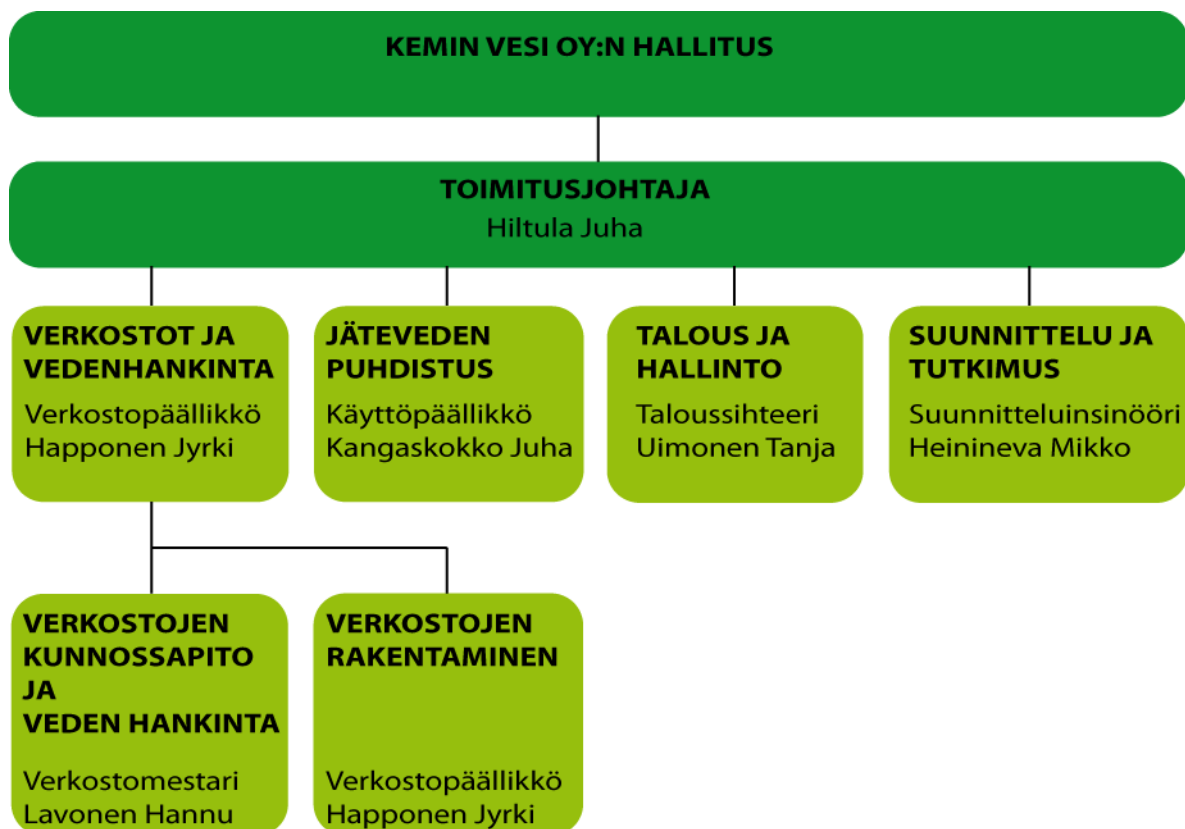 KEMIN VESI OY:N HALLITUS
TOIMITUSJOHTAJA
Hiltula Juha
VERKOSTOT JA
VEDENHANKINTA
Verkostopäällikkö
Happonen Jyrki
JÄTEVEDEN
PUHDISTUS
Käyttöpäällikkö
Kangaskokko Juha
TALOUS JA
HALLINTO
Taloussihteeri
Uimonen Tanja
SUUNNITTELU JA
TUTKIMUS
Suunnitteluinsinööri
Heinineva Mikko
VERKOSTOJEN
KUNNOSSAPITO
JA
VEDEN HANKINTA
Verkostomestari
Lavonen Hannu
VERKOSTOJEN
RAKENTAMINEN
Verkostopäällikkö
Happonen Jyrki